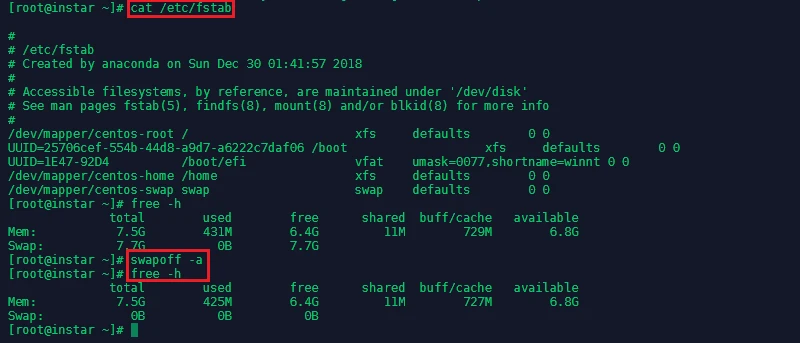 [root@instar ~]# cat /etc/fstab
#
# /etc/fstab
# Created by anaconda on Sun Dec 30 01:41:57 2018
#
# Accessible filesystems, by reference, are maintained under '/dev/disk'
# See man pages fstab(5), findfs(8), mount(8) and/or blkid(8) for more info
#
/dev/mapper/centos-root / xfs defaults 0 0
UUID=25706cef-554b-44d8-a9d7-a6222c7daf06 /boot xfs defaults 0 0
UUID=1E47-92D4 /boot/efi vfat umask=0077,shortname=winnt 0 0
/dev/mapper/centos-home /home xfs defaults 0 0
/dev/mapper/centos-swap swap swap defaults 0 0
[root@instar ~]# free -h
total used free shared buff/cache available
Mem: 7.5G 431M 6.4G 11M 729M 6.8G
Swap: 7.7G 0B 7.7G
[root@instar ~]# swapoff -a
[root@instar ~]# free -h
total used free shared buff/cache available
Mem: 7.5G 425M 6.4G 11M 727M 6.8G
Swap: 0B 0B 0B
[root@instar ~]#